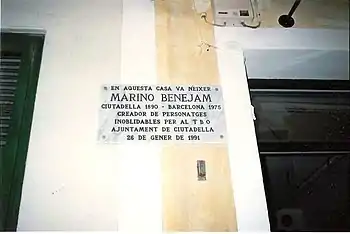 EN AQUESTA CASA VA NEIXER
MARINO BENEJAM
CIUTADELLA 1890 - BARCELONA 1975
CREADOR DE PERSONATGES
INOBLIDABLES PER AL T B O
AJUNTAMENT DE CIUTADELLA
26 DE GENER DE 1991